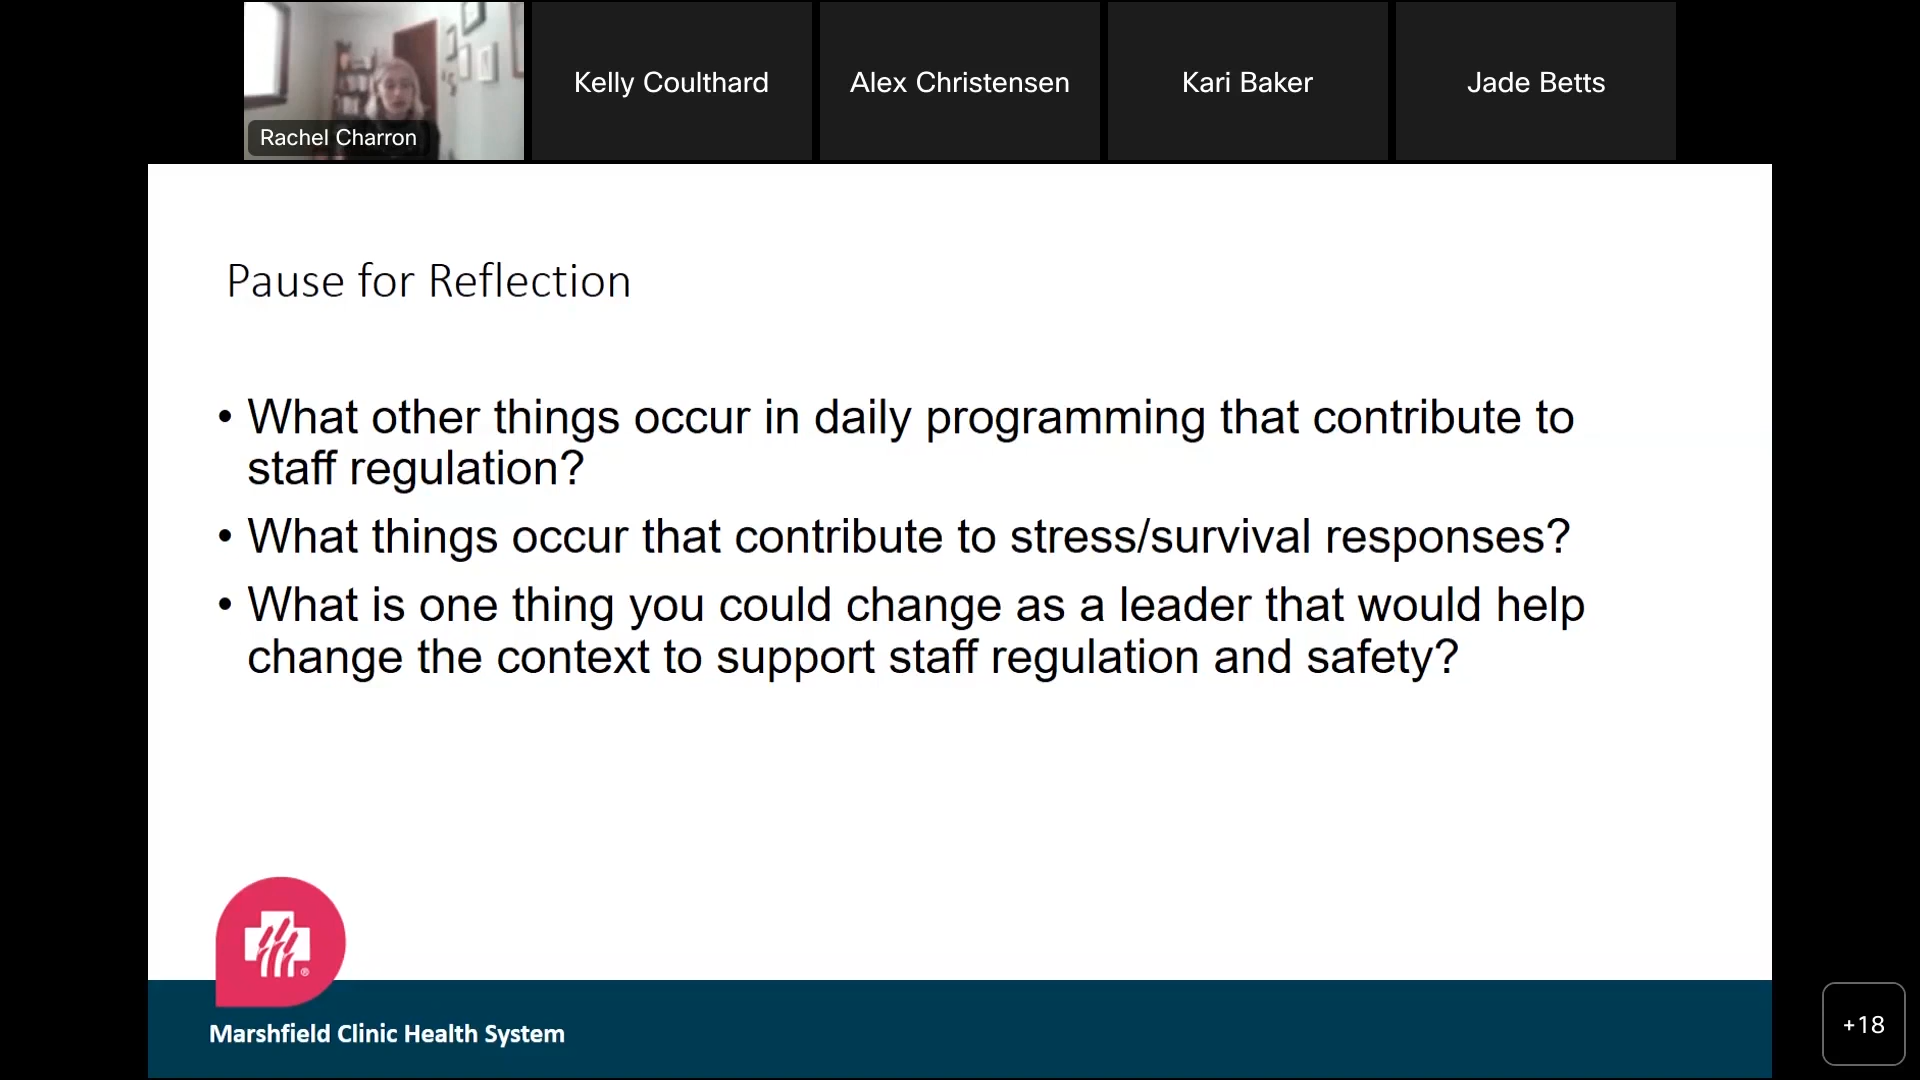 Kelly Coulthard
Alex Christensen
Kari Baker
Jade Betts
Rachel Charron
Pause for Reflection
• What other things occur in daily programming that contribute to
staff regulation?
• What things occur that contribute to stress/survival responses?
• What is one thing you could change as a leader that would help
change the context to support staff regulation and safety?
®
Marshfield Clinic Health System
+18